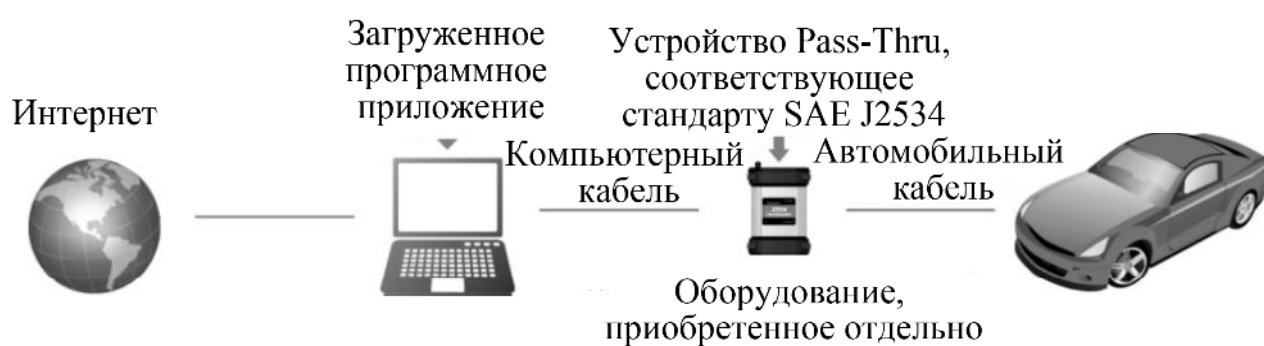 Интернет
Загруженное
программное
приложение
Устройство Pass-Thru,
соответствующее
стандарту SAE J2534
Компьютерный
кабель
Автомобильный
кабель
Оборудование,
приобретенное отдельно